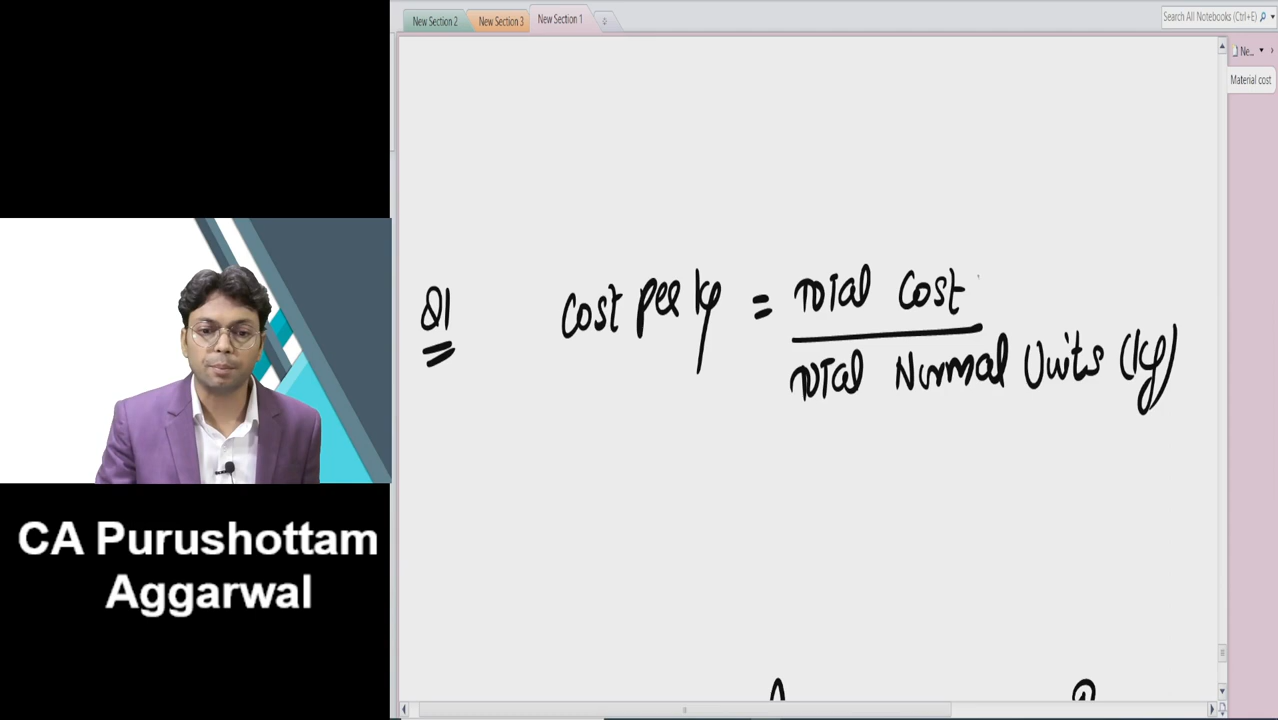 New Section 2
New Section 3
New Section 1
Search All Notebooks (Ctrl+E)
Ne..
Material cost
Q1
Cost per kg = Total Cost
Total Normal Units (kg)
A
B
CA Purushottam
Aggarwal